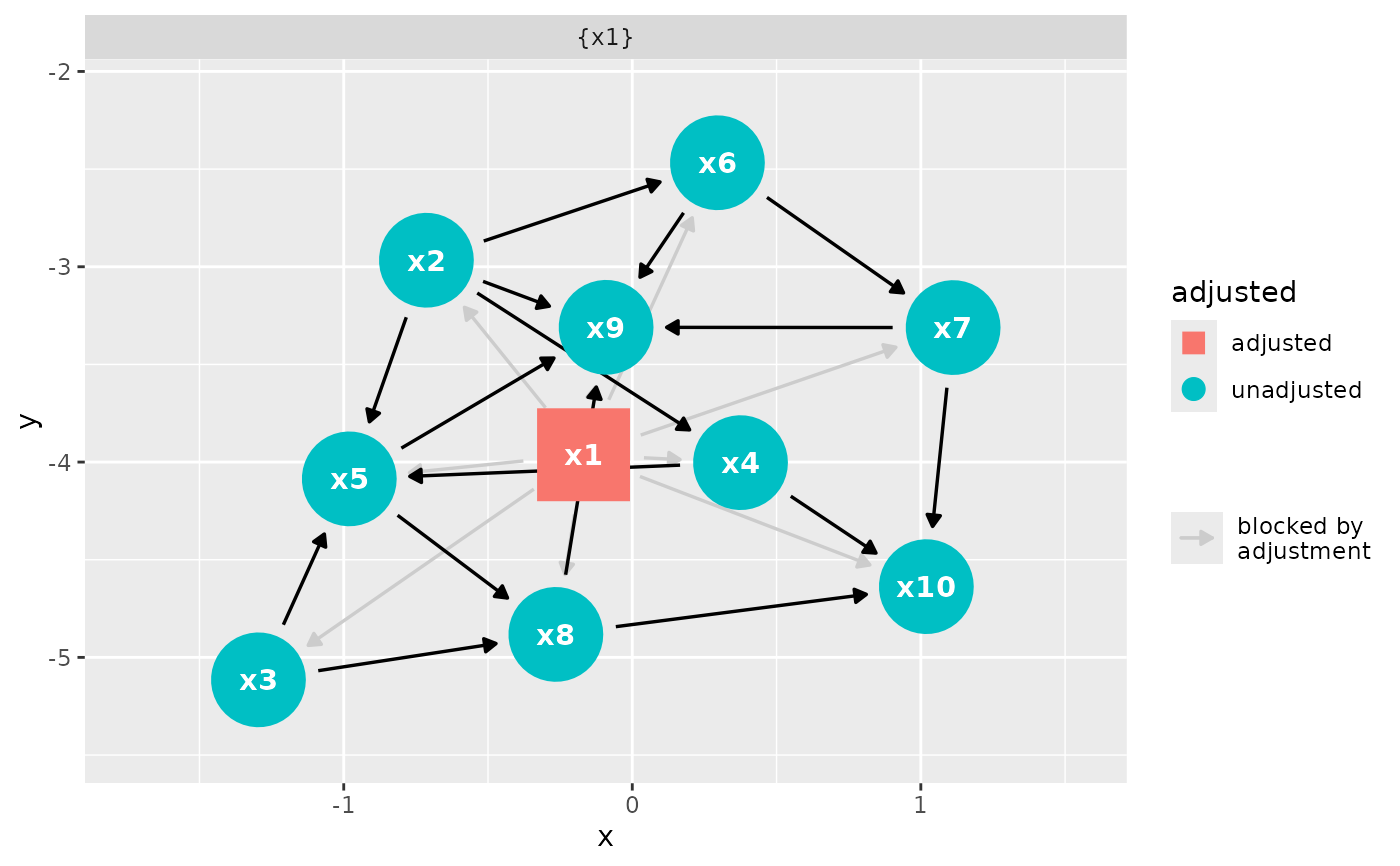 {x1}
-2
-3
-4
-5
y
x6
x2
x9
x7
x1
x4
x5
x10
x8
x3
-1
0
1
x
adjusted
adjusted
unadjusted
blocked by
adjustment